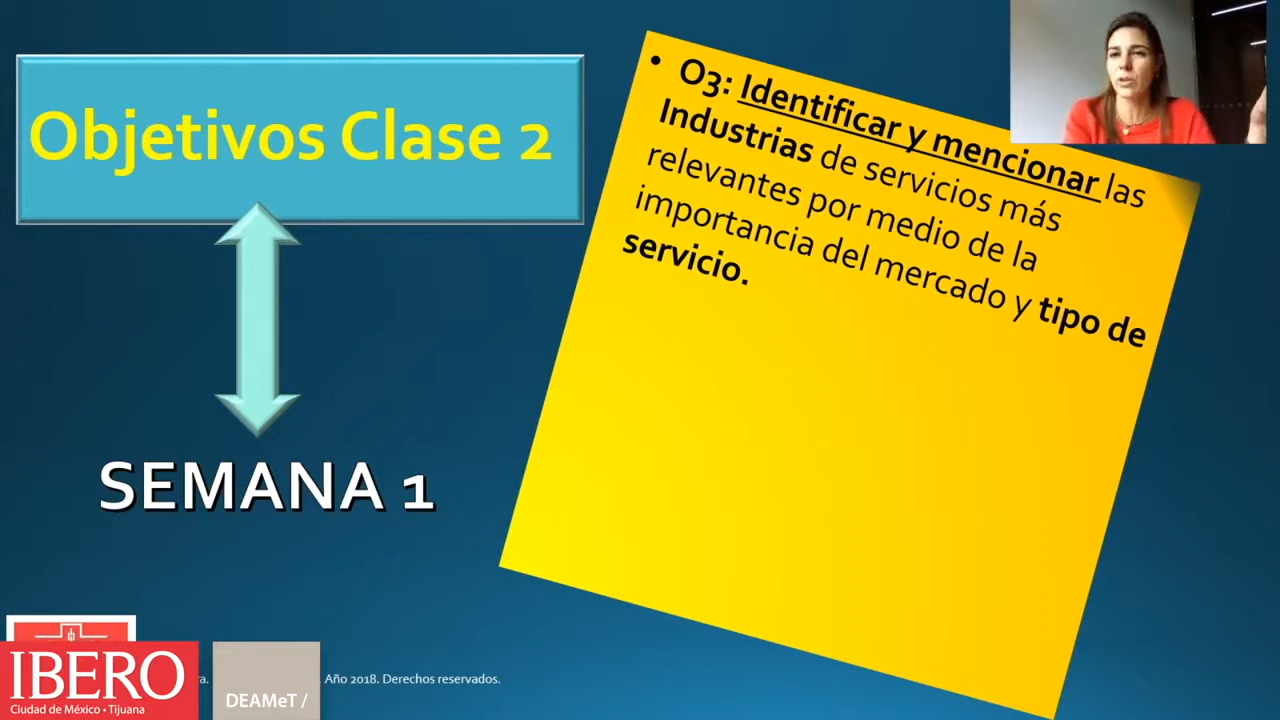 Objetivos Clase 2
SEMANA 1
• O3: Identificar y mencionar las
Industrias de servicios más
relevantes por medio de la
importancia del mercado y tipo de
servicio.
IBERO
Ciudad de México • Tijuana
DEAMeT /
Año 2018. Derechos reservados.